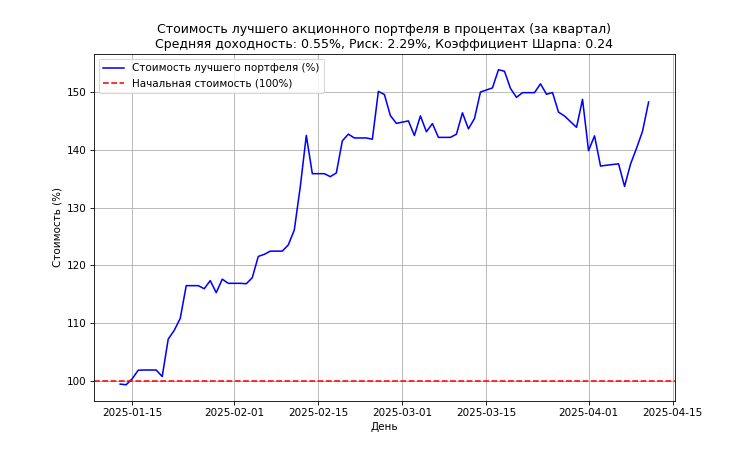 Стоимость лучшего акционного портфеля в процентах (за квартал)
Средняя доходность: 0.55%, Риск: 2.29%, Коэффициент Шарпа: 0.24
Стоимость лучшего портфеля (%)
Начальная стоимость (100%)
Стоимость (%)
150
140
130
120
110
100
2025-01-15
2025-02-01
2025-02-15
2025-03-01
2025-03-15
2025-04-01
2025-04-15
День